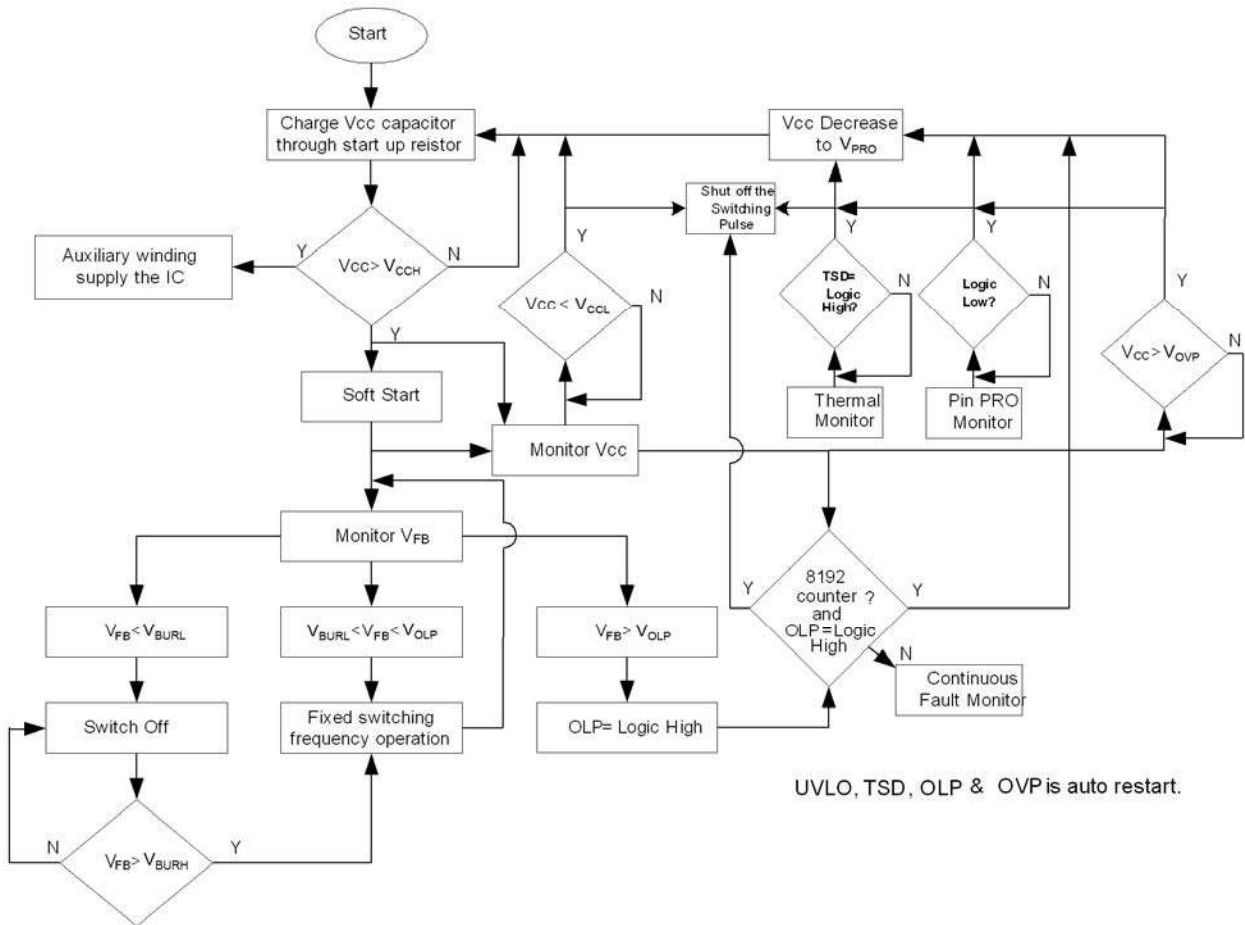 Start
Charge Vcc capacitor
through start up reistor
Vcc Decrease
to VPRO
Shut off the
Switching
Pulse
Y
Vcc> VCCH
N
Auxiliary winding
supply the IC
Y
Y
Vcc < VCCL
N
Y
TSD=
Logic
High?
N
Y
Logic
Low?
N
Y
VCC > VOVP
N
Thermal
Monitor
Pin PRO
Monitor
Soft Start
Monitor Vcc
Monitor VFB
VFB< VBURL
VBURL<VFB< VOLP
VFB> VOLP
Y
8192
counter ?
and
OLP=Logic
High
Y
N
Continuous
Fault Monitor
Switch Off
Fixed switching
frequency operation
OLP= Logic High
N
VFB> VBURH
Y
UVLO, TSD, OLP & OVP is auto restart.